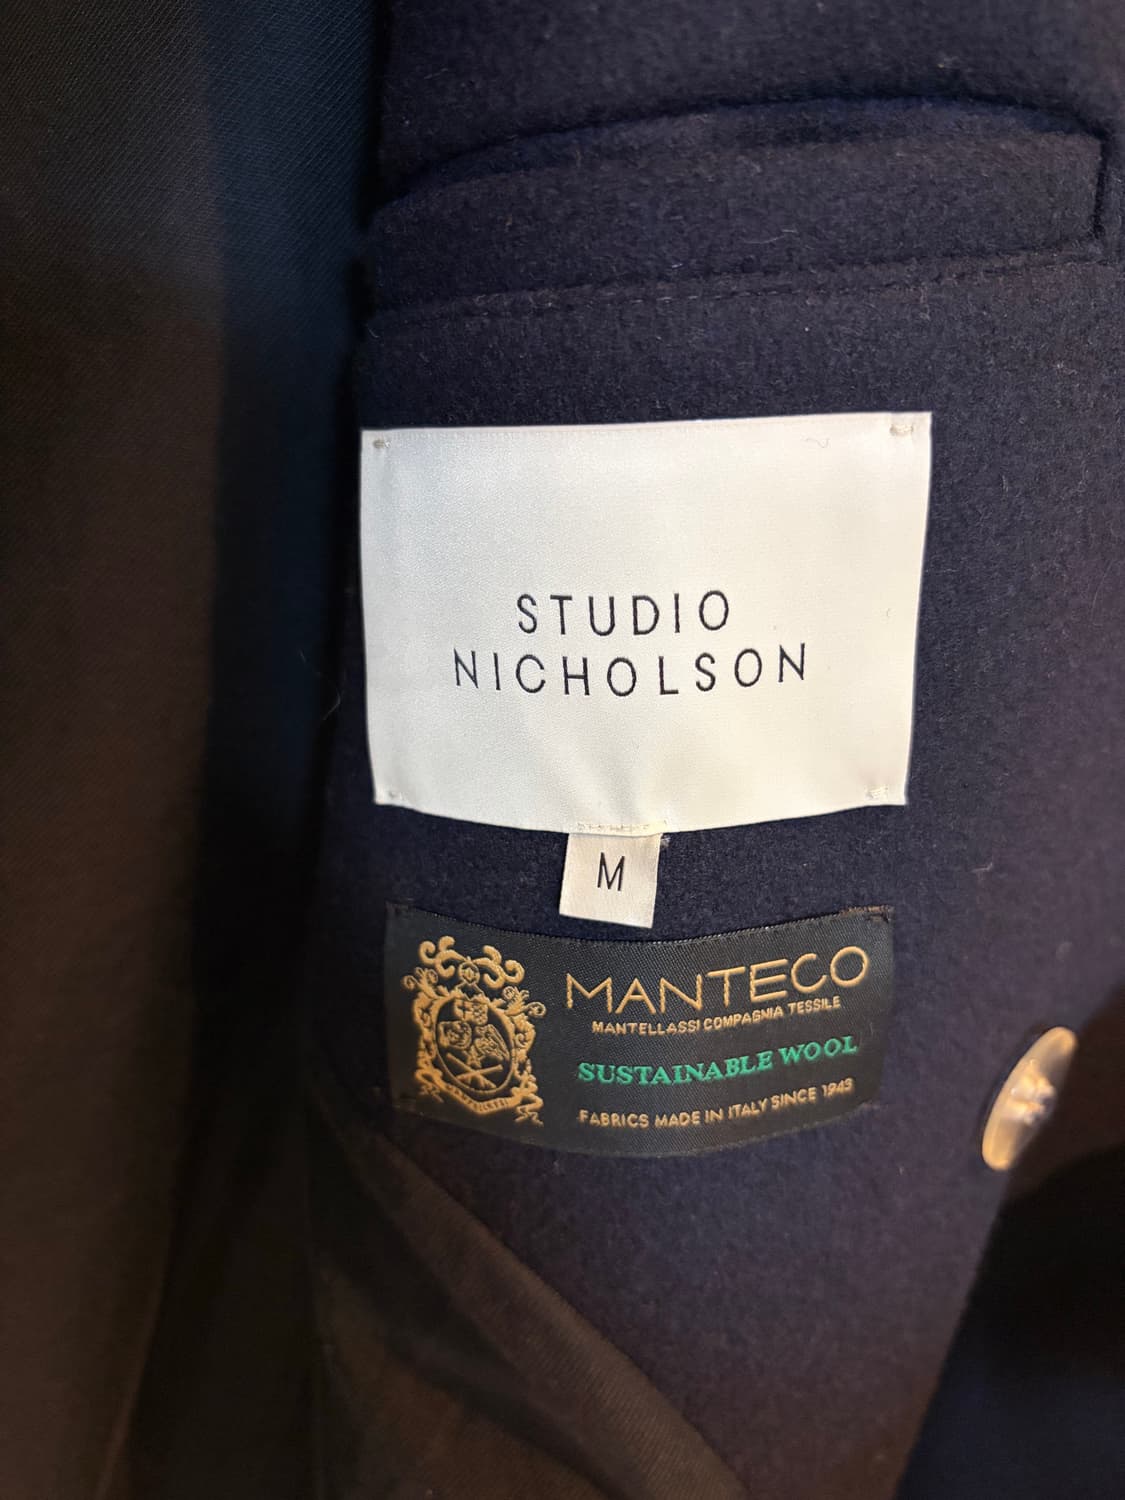 STUDIO
NICHOLSON
M
MANTECO
MANTELLASSI COMPAGNIA TESSILE
SUSTAINABLE WOOL
FABRICS MADE IN ITALY SINCE 1943